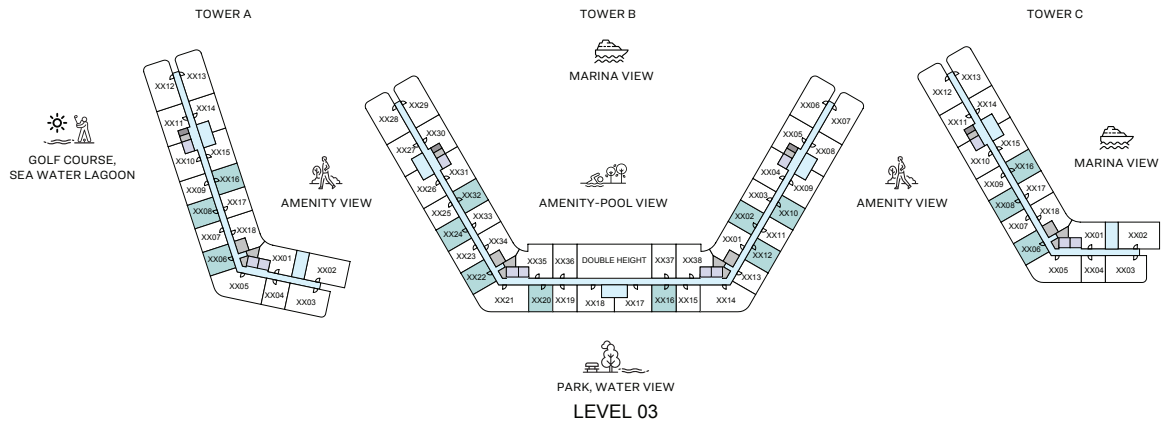 TOWER A
TOWER B
TOWER C
MARINA VIEW
GOLF COURSE,
SEA WATER LAGOON
AMENITY VIEW
AMENITY-POOL VIEW
AMENITY VIEW
MARINA VIEW
XX12
XX13
XX11
XX14
XX10
XX15
XX09
XX16
XX08
XX17
XX07
XX18
XX06
XX01
XX02
XX05
XX04
XX03
XX28
XX29
XX27
XX30
XX26
XX31
XX25
XX32
XX24
XX33
XX23
XX34
XX22
XX35
XX36
DOUBLE HEIGHT
XX37
XX38
XX21
XX20
XX19
XX18
XX17
XX16
XX15
XX14
XX06
XX07
XX05
XX08
XX04
XX09
XX03
XX10
XX02
XX11
XX01
XX12
XX13
XX12
XX13
XX11
XX14
XX10
XX15
XX09
XX16
XX08
XX17
XX07
XX18
XX06
XX01
XX02
XX05
XX04
XX03
PARK, WATER VIEW
LEVEL 03